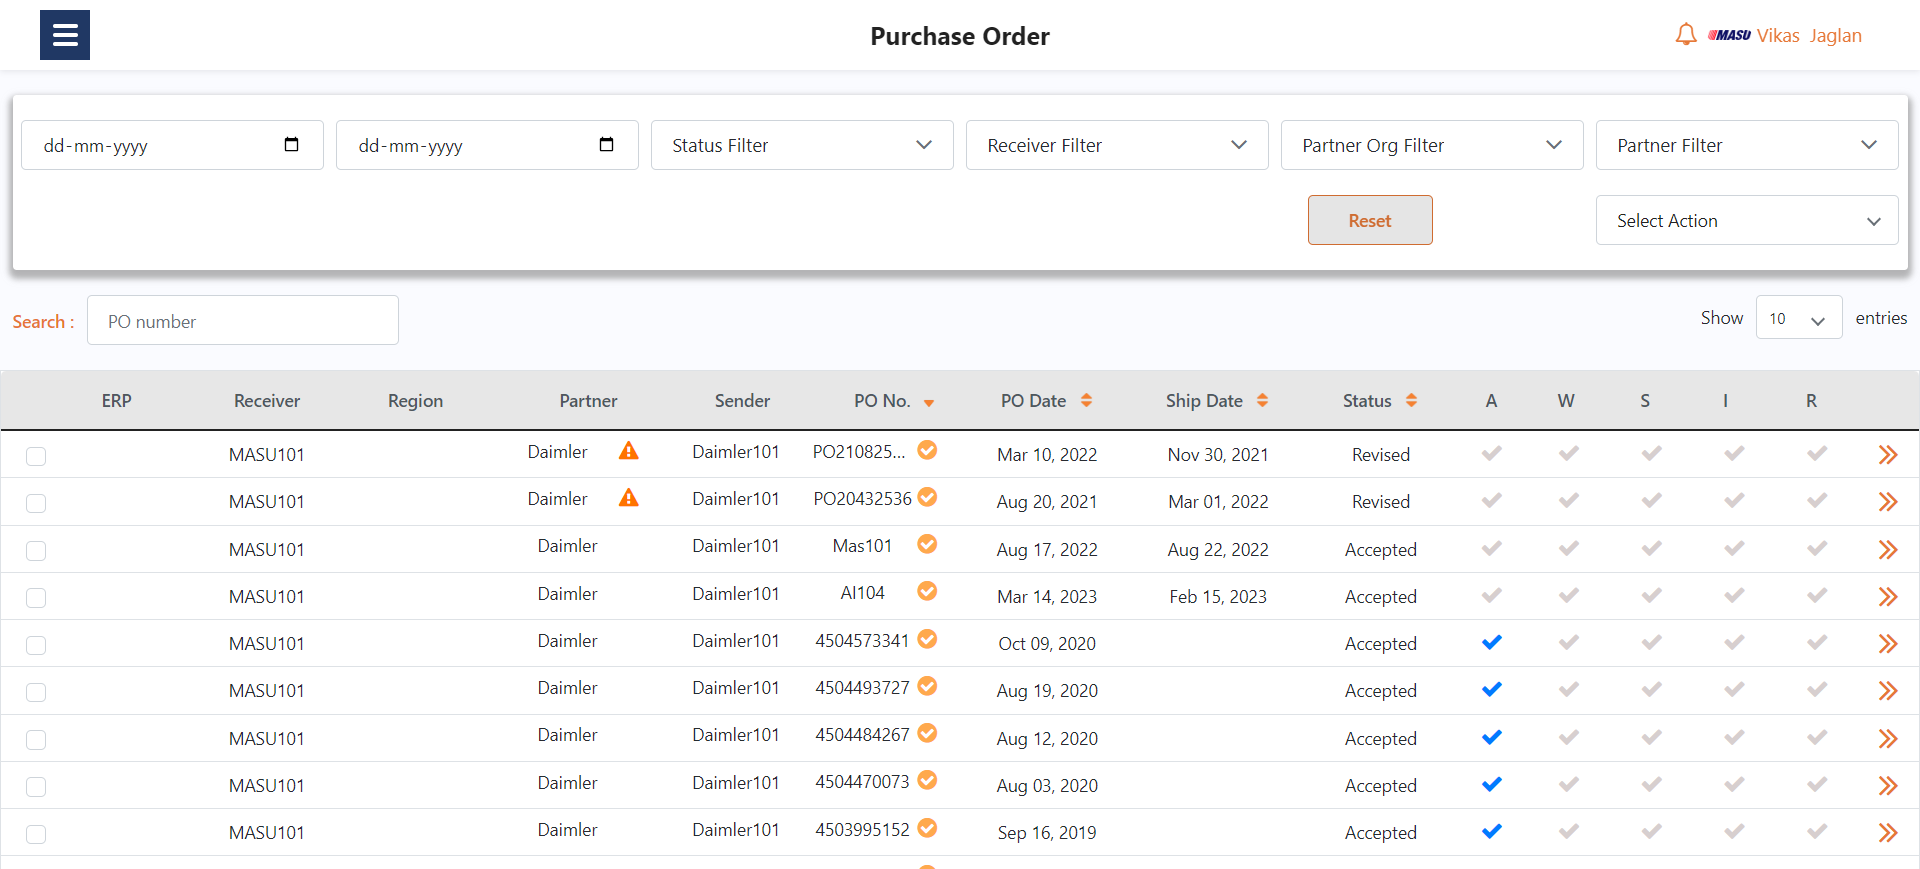 Purchase Order
MASU Vikas Jaglan
dd-mm-yyyy dd-mm-yyyy Status Filter Receiver Filter Partner Org Filter Partner Filter
Reset Select Action
Search : PO number Show 10 entries
ERP Receiver Region Partner Sender PO No. PO Date Ship Date Status A W S I R
MASU101 Daimler Daimler101 PO210825... Mar 10, 2022 Nov 30, 2021 Revised
MASU101 Daimler Daimler101 PO20432536 Aug 20, 2021 Mar 01, 2022 Revised
MASU101 Daimler Daimler101 Mas101 Aug 17, 2022 Aug 22, 2022 Accepted
MASU101 Daimler Daimler101 AI104 Mar 14, 2023 Feb 15, 2023 Accepted
MASU101 Daimler Daimler101 4504573341 Oct 09, 2020 Accepted
MASU101 Daimler Daimler101 4504493727 Aug 19, 2020 Accepted
MASU101 Daimler Daimler101 4504484267 Aug 12, 2020 Accepted
MASU101 Daimler Daimler101 4504470073 Aug 03, 2020 Accepted
MASU101 Daimler Daimler101 4503995152 Sep 16, 2019 Accepted